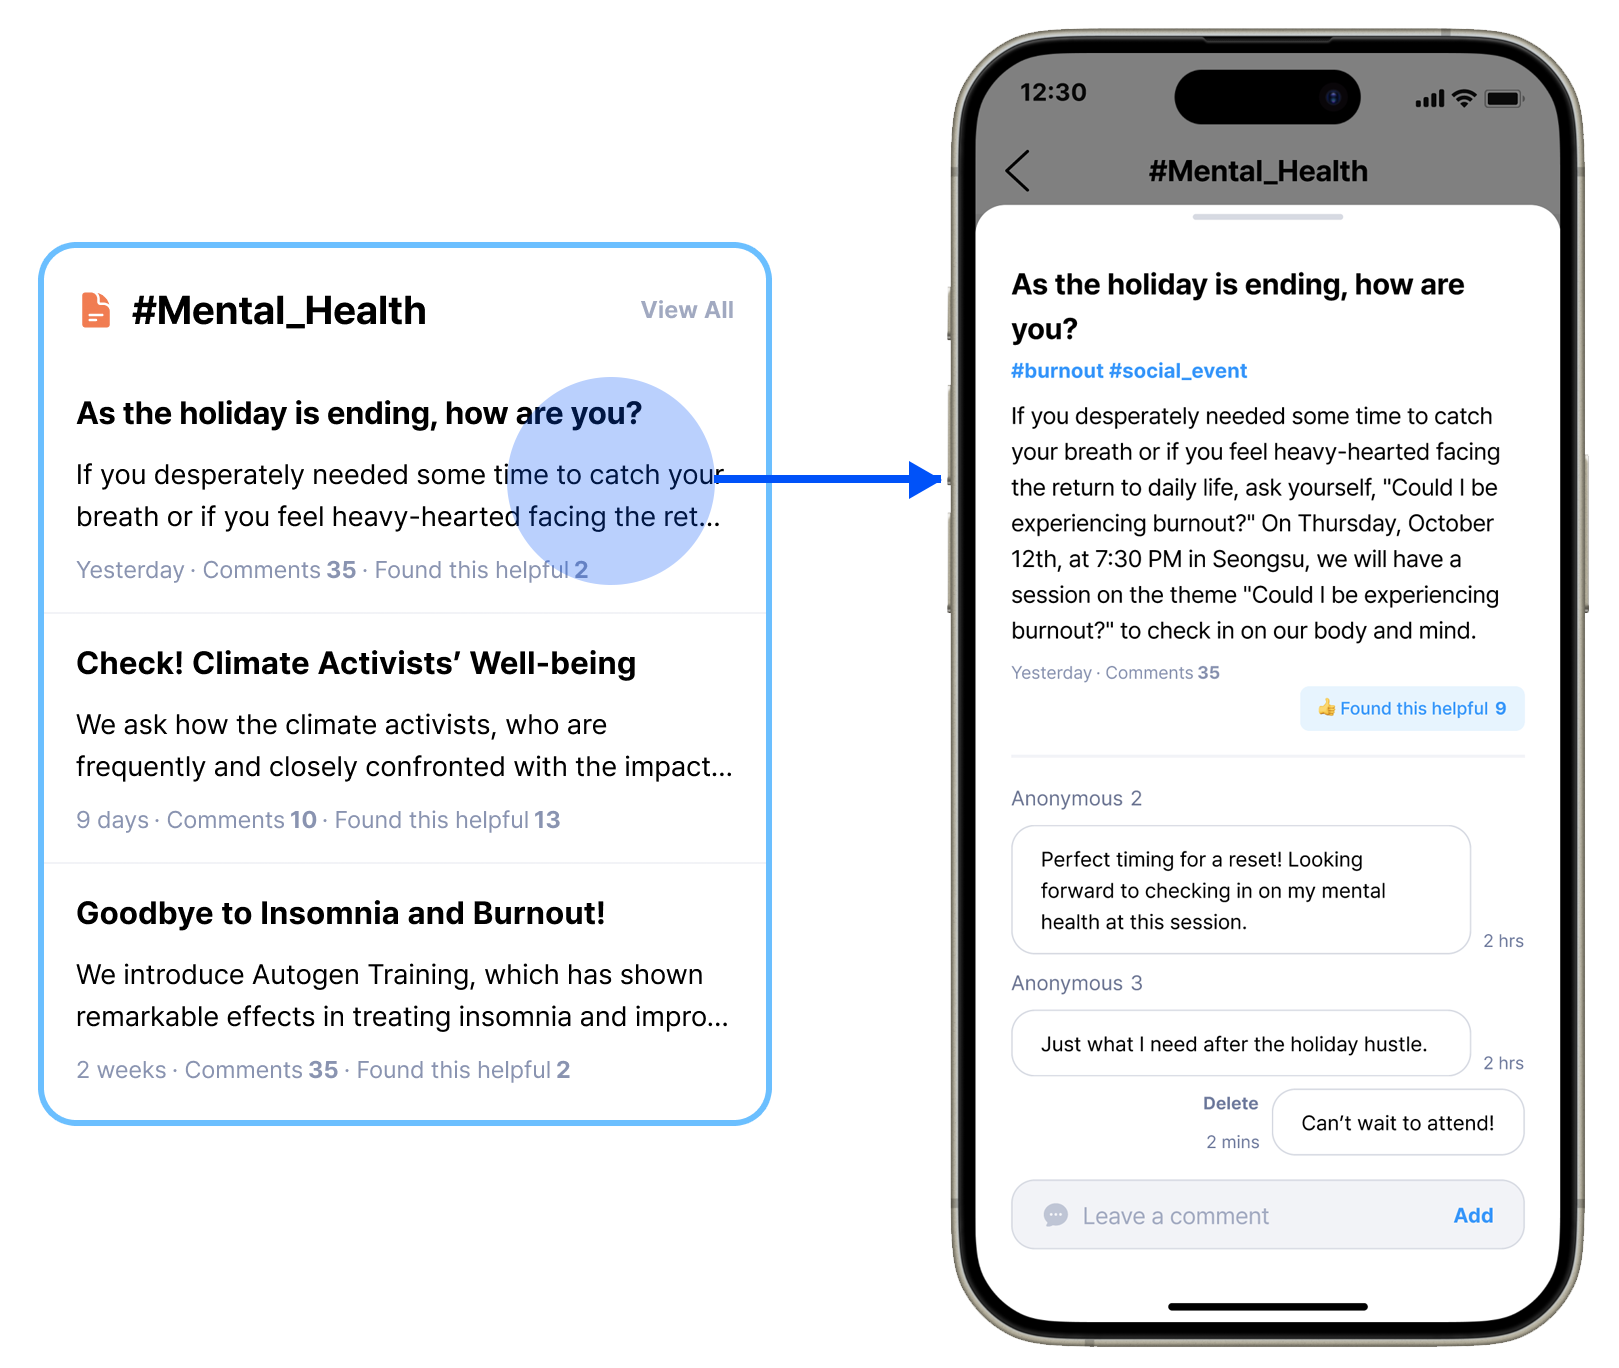 #Mental_Health
View All
As the holiday is ending, how are you?
If you desperately needed some time to catch your
breath or if you feel heavy-hearted facing the ret...
Yesterday · Comments 35 · Found this helpful 2
Check! Climate Activists’ Well-being
We ask how the climate activists, who are
frequently and closely confronted with the impact...
9 days · Comments 10 · Found this helpful 13
Goodbye to Insomnia and Burnout!
We introduce Autogen Training, which has shown
remarkable effects in treating insomnia and impro...
2 weeks · Comments 35 · Found this helpful 2
12:30
#Mental_Health
As the holiday is ending, how are
you?
#burnout #social_event
If you desperately needed some time to catch
your breath or if you feel heavy-hearted facing
the return to daily life, ask yourself, "Could I be
experiencing burnout?" On Thursday, October
12th, at 7:30 PM in Seongsu, we will have a
session on the theme "Could I be experiencing
burnout?" to check in on our body and mind.
Yesterday · Comments 35
👍 Found this helpful 9
Anonymous 2
Perfect timing for a reset! Looking
forward to checking in on my mental
health at this session.
2 hrs
Anonymous 3
Just what I need after the holiday hustle.
2 hrs
Delete
2 mins
Can’t wait to attend!
Leave a comment
Add